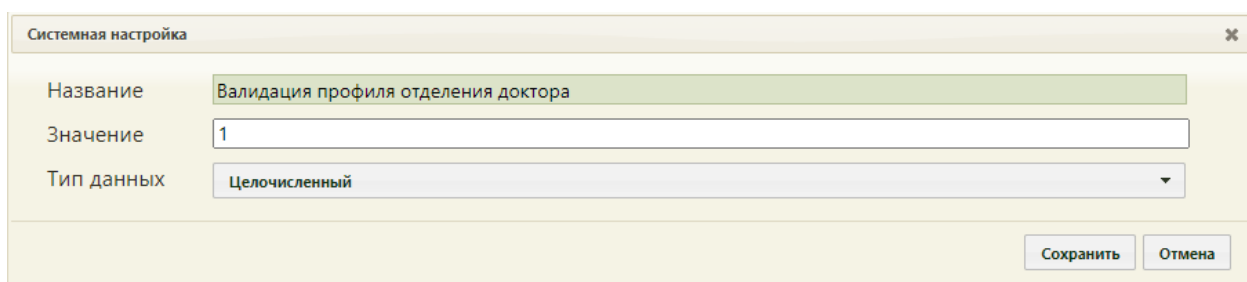 Системная настройка
Название Валидация профиля отделения доктора
Значение 1
Тип данных Целочисленный
Сохранить Отмена